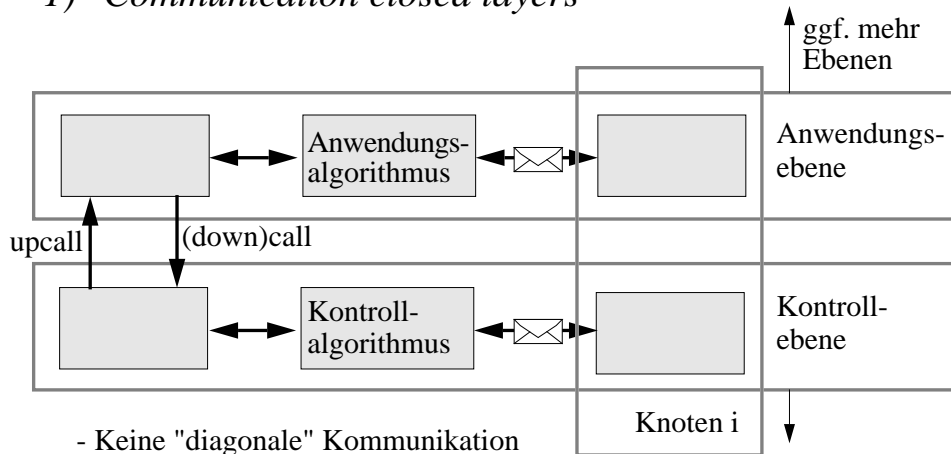 1) "Communication closed layers"
ggf. mehr
Ebenen
Anwendungs-
algorithmus
Anwendungs-
ebene
upcall
(down)call
Kontroll-
algorithmus
Kontroll-
ebene
Knoten i
- Keine "diagonale" Kommunikation